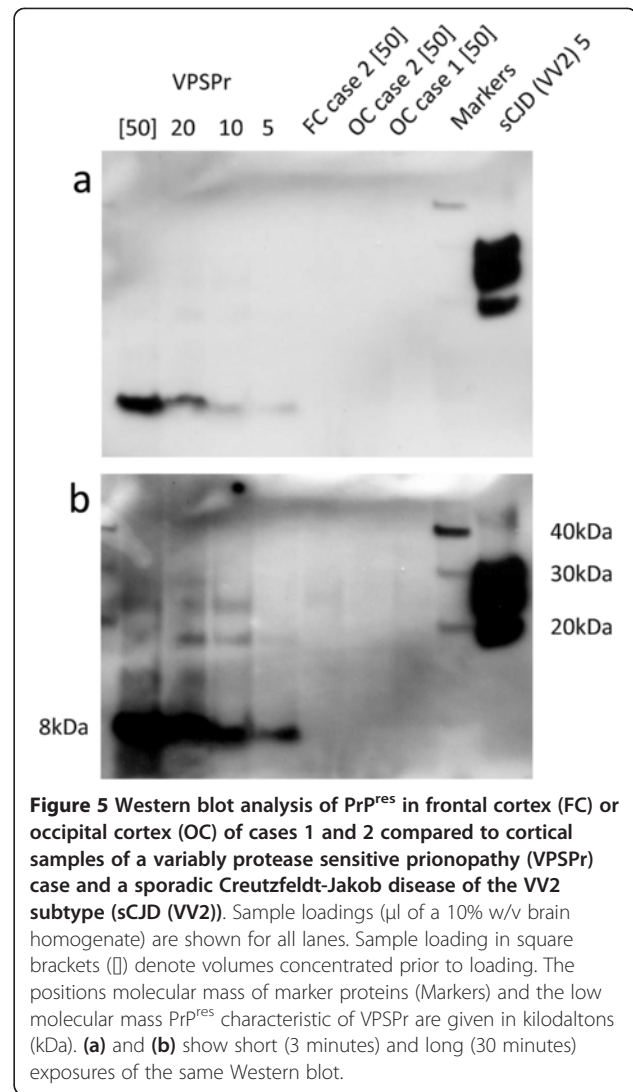 VPSPr
[50] 20 10 5 FC case 2 [50] OC case 2 [50] OC case 1 [50] Markers sCJD (VV2) 5
a
b
40kDa
30kDa
20kDa
8kDa
Figure 5 Western blot analysis of PrPres in frontal cortex (FC) or
occipital cortex (OC) of cases 1 and 2 compared to cortical
samples of a variably protease sensitive prionopathy (VPSPr)
case and a sporadic Creutzfeldt-Jakob disease of the VV2
subtype (sCJD (VV2)). Sample loadings (μl of a 10% w/v brain
homogenate) are shown for all lanes. Sample loading in square
brackets ([]) denote volumes concentrated prior to loading. The
positions molecular mass of marker proteins (Markers) and the low
molecular mass PrPres characteristic of VPSPr are given in kilodaltons
(kDa). (a) and (b) show short (3 minutes) and long (30 minutes)
exposures of the same Western blot.